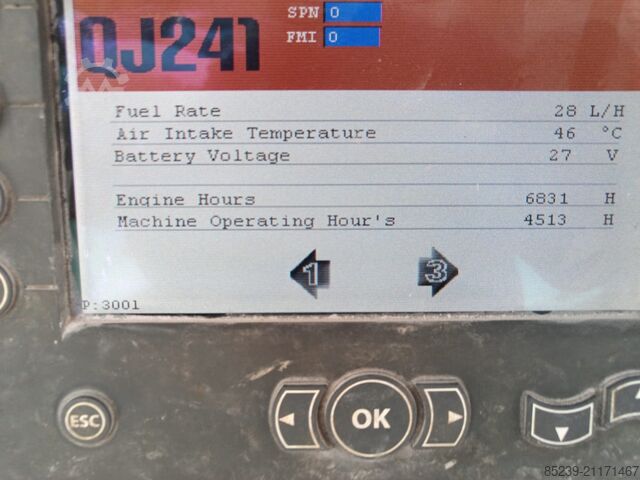 SPN 0
QJ241
FMI 0
Fuel Rate 28 L/H
Air Intake Temperature 46 °C
Battery Voltage 27 V
Engine Hours 6831 H
Machine Operating Hour's 4513 H
1 3
P:3001
ESC OK
85239-21171467